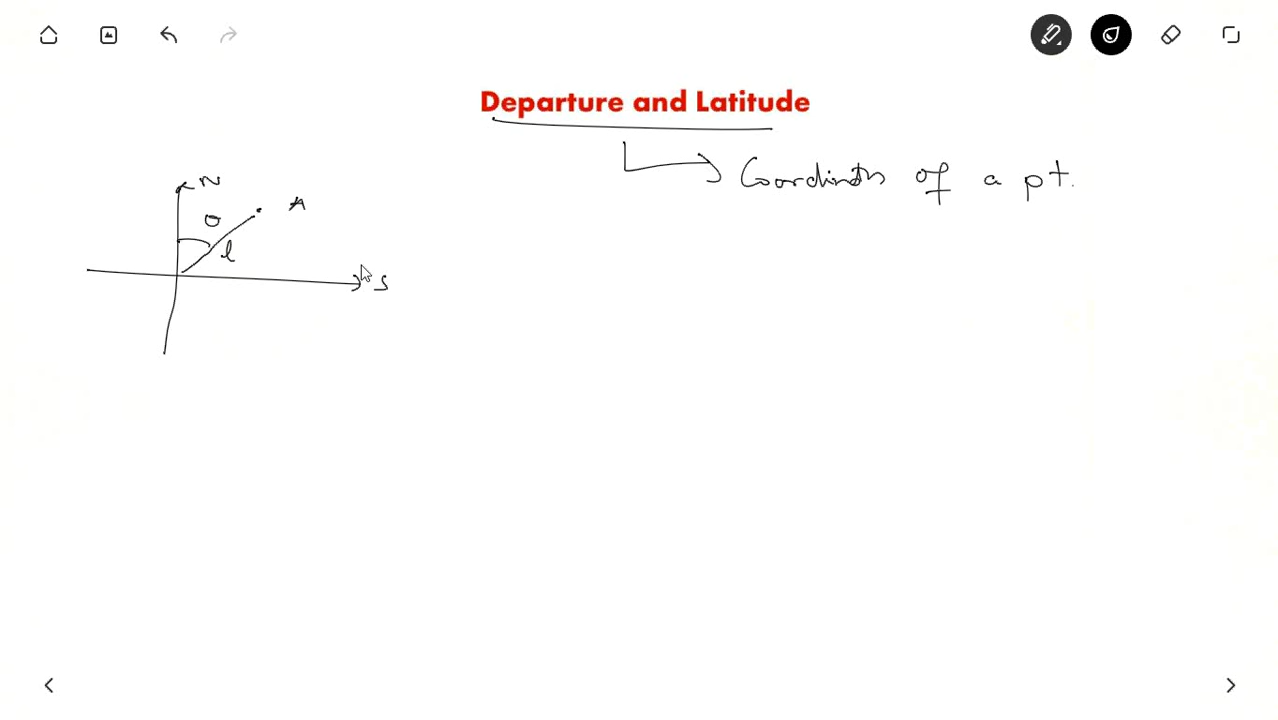 Departure and Latitude
Coordinates of a pt.
N
θ
A
l
S